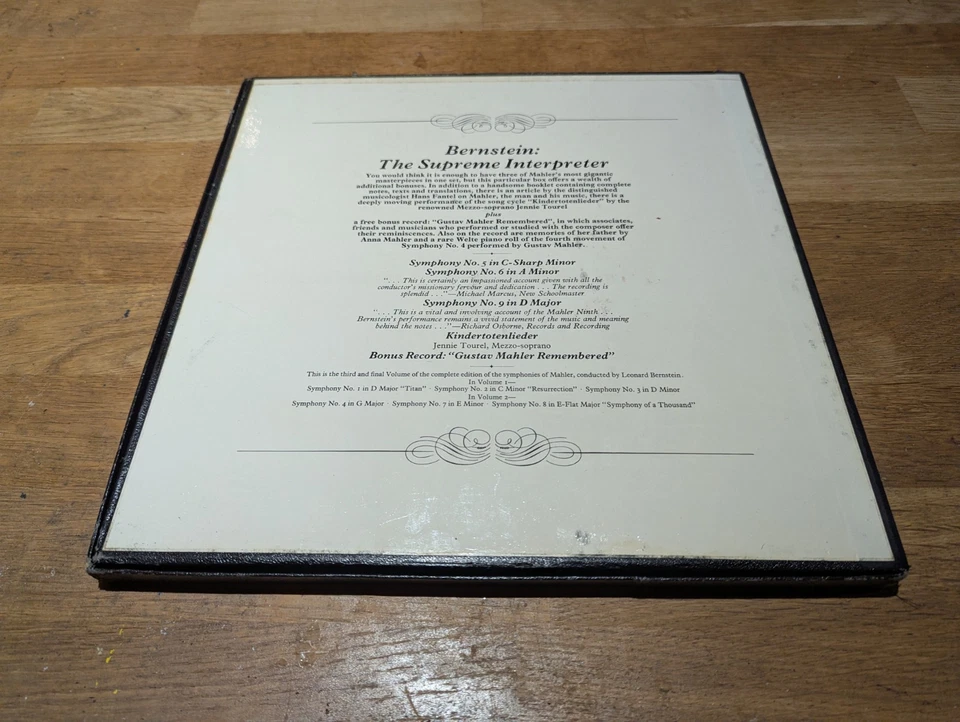 Bernstein:
The Supreme Interpreter
You would think it is enough to have three of Mahler's most gigantic
masterpieces in one set, but this particular box offers a wealth of
additional bonuses. In addition to a handsome booklet containing complete
notes, texts and translations, there is an article by the distinguished
musicologist Hans Fantel on Mahler, the man and his music, there is a
deeply moving performance of the song cycle "Kindertotenlieder" by the
renowned Mezzo-soprano Jennie Tourel
plus
a free bonus record: "Gustav Mahler Remembered", in which associates,
friends and musicians who performed or studied with the composer offer
their reminiscences. Also on the record are memories of her father by
Anna Mahler and a rare Welte piano roll of the fourth movement of
Symphony No. 4 performed by Gustav Mahler.
Symphony No. 5 in C-Sharp Minor
Symphony No. 6 in A Minor
". . . This is certainly an impassioned account given with all the
conductor's missionary fervour and dedication . . . The recording is
splendid . . ."—Michael Marcus, New Schoolmaster
Symphony No. 9 in D Major
". . . This is a vital and involving account of the Mahler Ninth . . .
Bernstein's performance remains a vivid statement of the music and meaning
behind the notes . . ."—Richard Osborne, Records and Recording
Kindertotenlieder
Jennie Tourel, Mezzo-soprano
Bonus Record: "Gustav Mahler Remembered"
This is the third and final Volume of the complete edition of the symphonies of Mahler, conducted by Leonard Bernstein.
In Volume 1—
Symphony No. 1 in D Major "Titan" · Symphony No. 2 in C Minor "Resurrection" · Symphony No. 3 in D Minor
In Volume 2—
Symphony No. 4 in G Major · Symphony No. 7 in E Minor · Symphony No. 8 in E-Flat Major "Symphony of a Thousand"